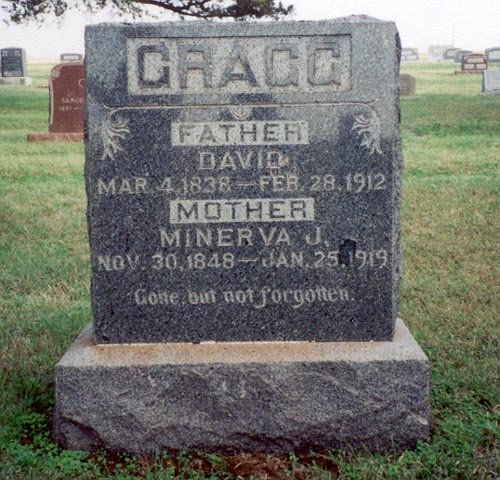 GRAGG
FATHER
DAVID
MAR. 4, 1838 — FEB. 28, 1912
MOTHER
MINERVA J.
NOV. 30, 1848 — JAN. 25, 1919
Gone, but not forgotten.
SAMUEL